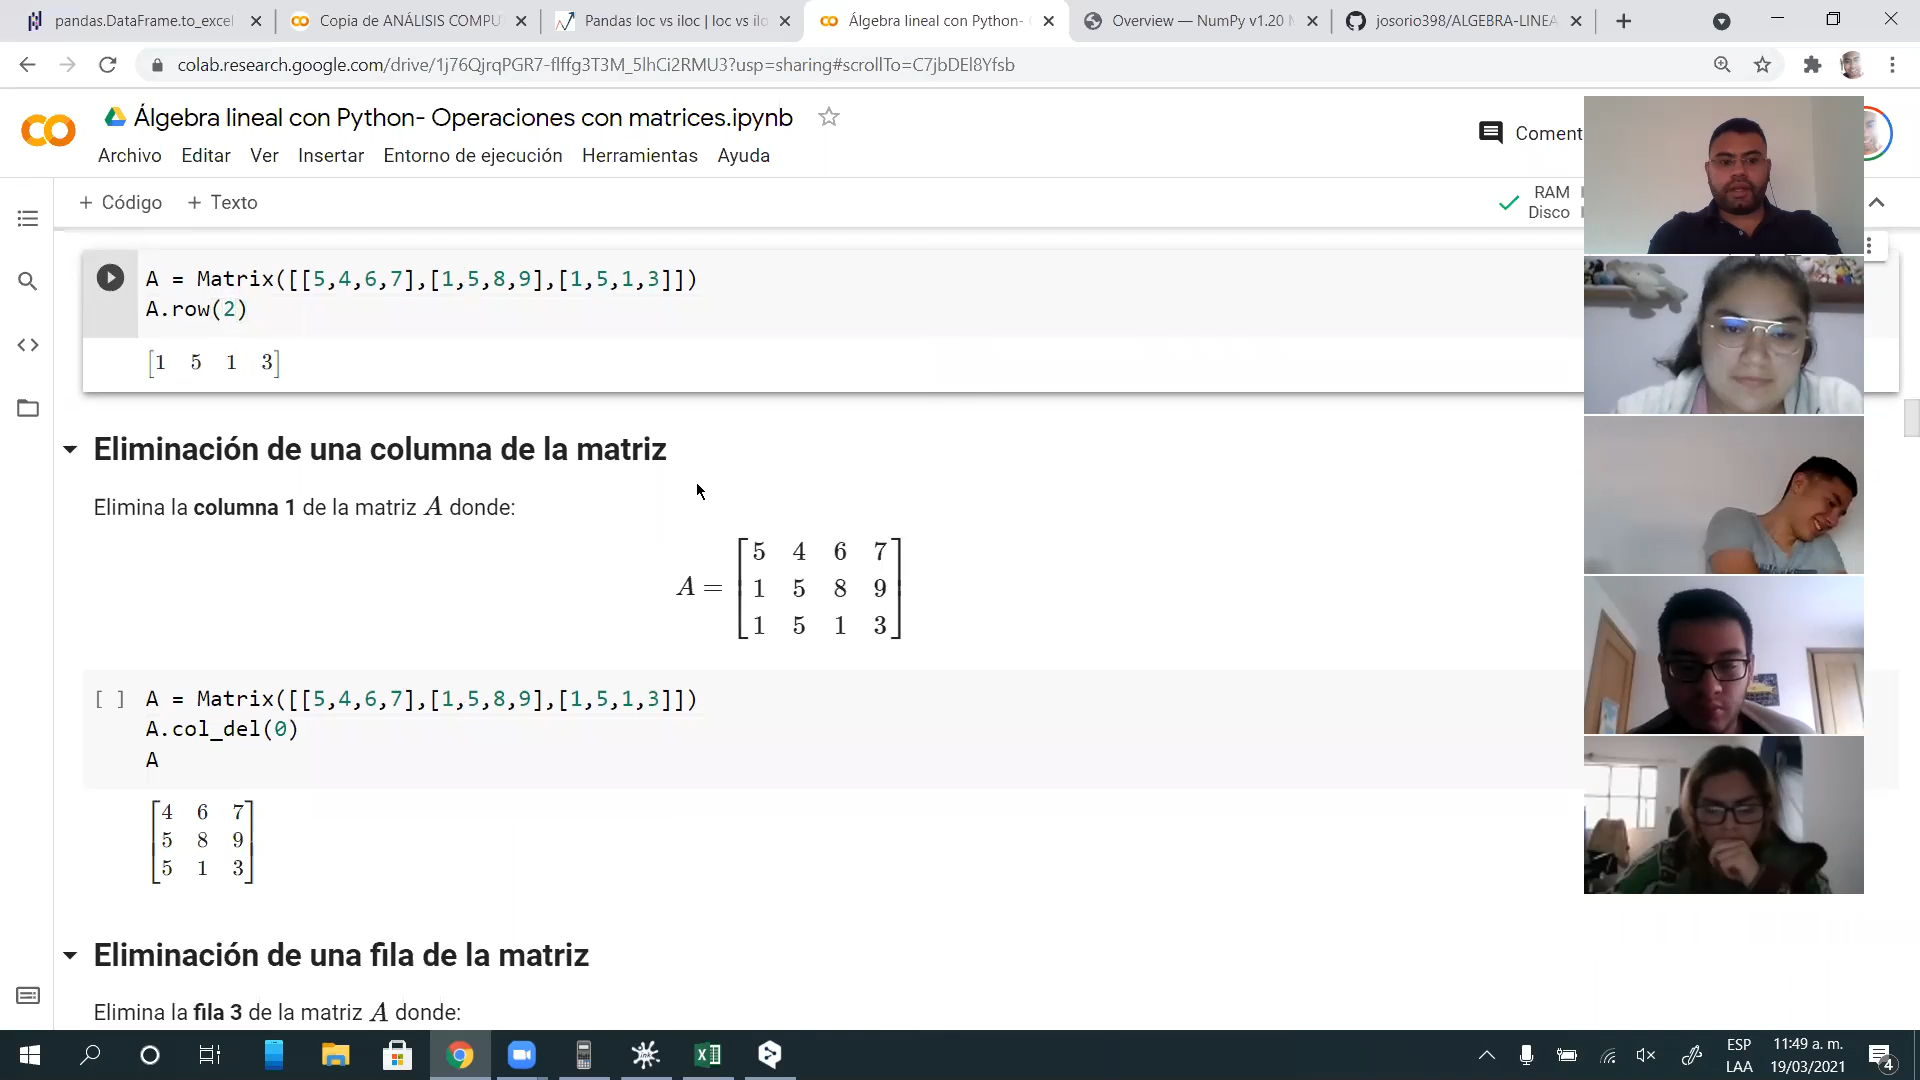 pandas.DataFrame.to_excel
Copia de ANÁLISIS COMPU
Pandas loc vs iloc | loc vs ilo
Álgebra lineal con Python-
Overview — NumPy v1.20
josorio398/ALGEBRA-LINEA
colab.research.google.com/drive/1j76QjrqPGR7-flffg3T3M_5lhCi2RMU3?usp=sharing#scrollTo=C7jbDEl8Yfsb
Álgebra lineal con Python- Operaciones con matrices.ipynb
Archivo Editar Ver Insertar Entorno de ejecución Herramientas Ayuda
Coment
+ Código + Texto
RAM
Disco
A = Matrix([[5,4,6,7],[1,5,8,9],[1,5,1,3]])
A.row(2)
[1 5 1 3]
Eliminación de una columna de la matriz
Elimina la columna 1 de la matriz A donde:
5 4 6 7
A = 1 5 8 9
1 5 1 3
[ ] A = Matrix([[5,4,6,7],[1,5,8,9],[1,5,1,3]])
A.col_del(0)
A
4 6 7
5 8 9
5 1 3
Eliminación de una fila de la matriz
Elimina la fila 3 de la matriz A donde:
ESP
LAA
11:49 a. m.
19/03/2021
4